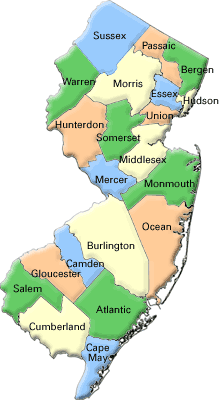 Sussex
Passaic
Bergen
Warren
Morris
Essex
Hudson
Union
Hunterdon
Somerset
Middlesex
Mercer
Monmouth
Ocean
Burlington
Camden
Gloucester
Salem
Atlantic
Cumberland
Cape
May